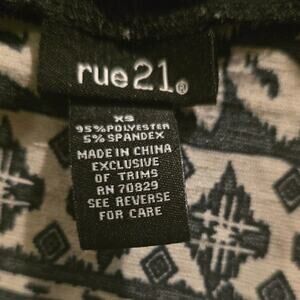 rue21®
XS
95% POLYESTER
5% SPANDEX
MADE IN CHINA
EXCLUSIVE
OF TRIMS
RN 70829
SEE REVERSE
FOR CARE